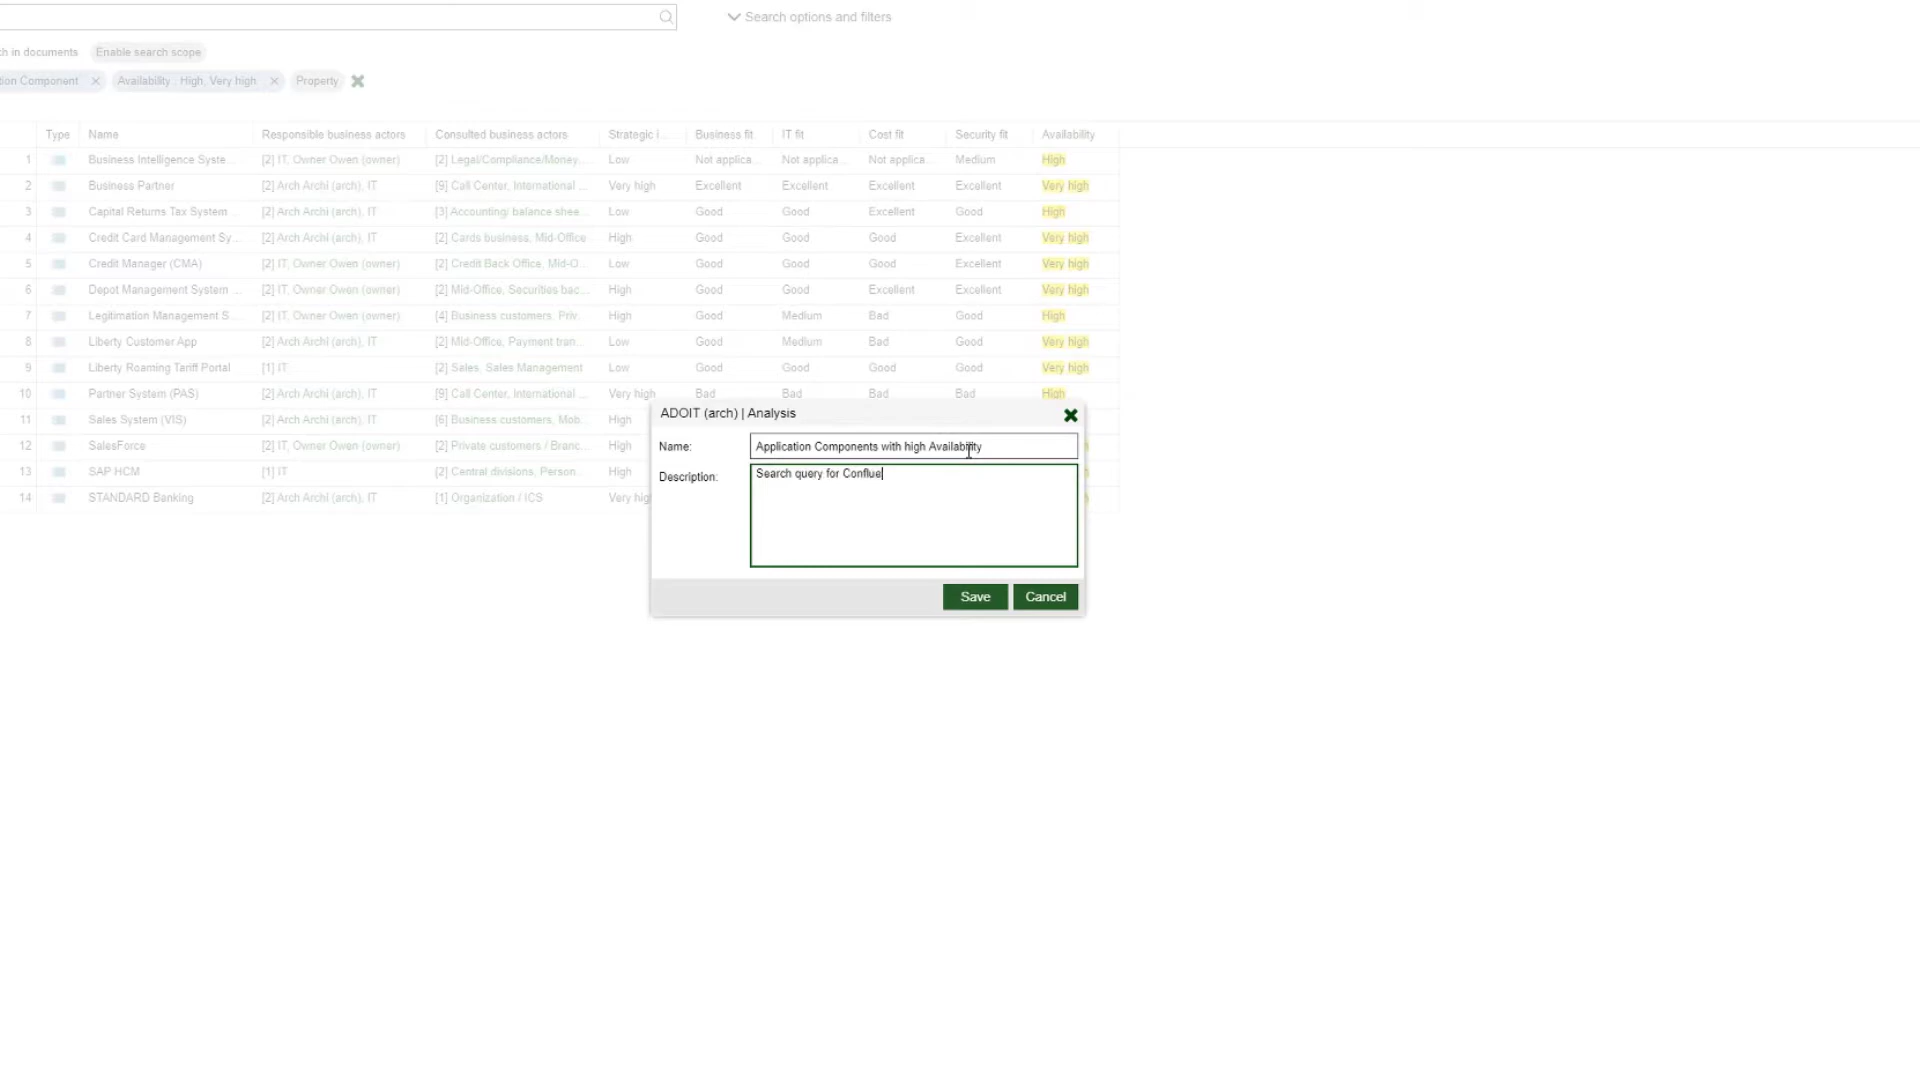 Search options and filters
ch in documents Enable search scope
tion Component Availability : High, Very high Property
Type Name Responsible business actors Consulted business actors Strategic i... Business fit IT fit Cost fit Security fit Availability
1 Business Intelligence Syste... [2] IT, Owner Owen (owner) [2] Legal/Compliance/Money... Low Not applica... Not applica... Not applica... Medium High
2 Business Partner [2] Arch Archi (arch), IT [9] Call Center, International ... Very high Excellent Excellent Excellent Excellent Very high
3 Capital Returns Tax System [2] Arch Archi (arch), IT [3] Accounting/ balance shee... Low Good Good Excellent Good High
4 Credit Card Management Sy... [2] Arch Archi (arch), IT [2] Cards business, Mid-Office High Good Good Good Excellent Very high
5 Credit Manager (CMA) [2] IT, Owner Owen (owner) [2] Credit Back Office, Mid-O... Low Good Good Good Excellent Very high
6 Depot Management System ... [2] IT, Owner Owen (owner) [2] Mid-Office, Securities bac... High Good Good Excellent Excellent Very high
7 Legitimation Management S... [2] IT, Owner Owen (owner) [4] Business customers, Priv... High Good Medium Bad Good High
8 Liberty Customer App [2] Arch Archi (arch), IT [2] Mid-Office, Payment tran... Low Good Medium Bad Good Very high
9 Liberty Roaming Tariff Portal [1] IT [2] Sales, Sales Management Low Good Good Good Good Very high
10 Partner System (PAS) [2] Arch Archi (arch), IT [9] Call Center, International ... Very high Bad Bad Bad Bad High
11 Sales System (VIS) [2] Arch Archi (arch), IT [6] Business customers, Mob... High
12 SalesForce [2] IT, Owner Owen (owner) [2] Private customers / Branc... High
13 SAP HCM [1] IT [2] Central divisions, Person... High
14 STANDARD Banking [2] Arch Archi (arch), IT [1] Organization / ICS Very hig
ADOIT (arch) | Analysis
Name: Application Components with high Availability
Description: Search query for Conflue
Save Cancel